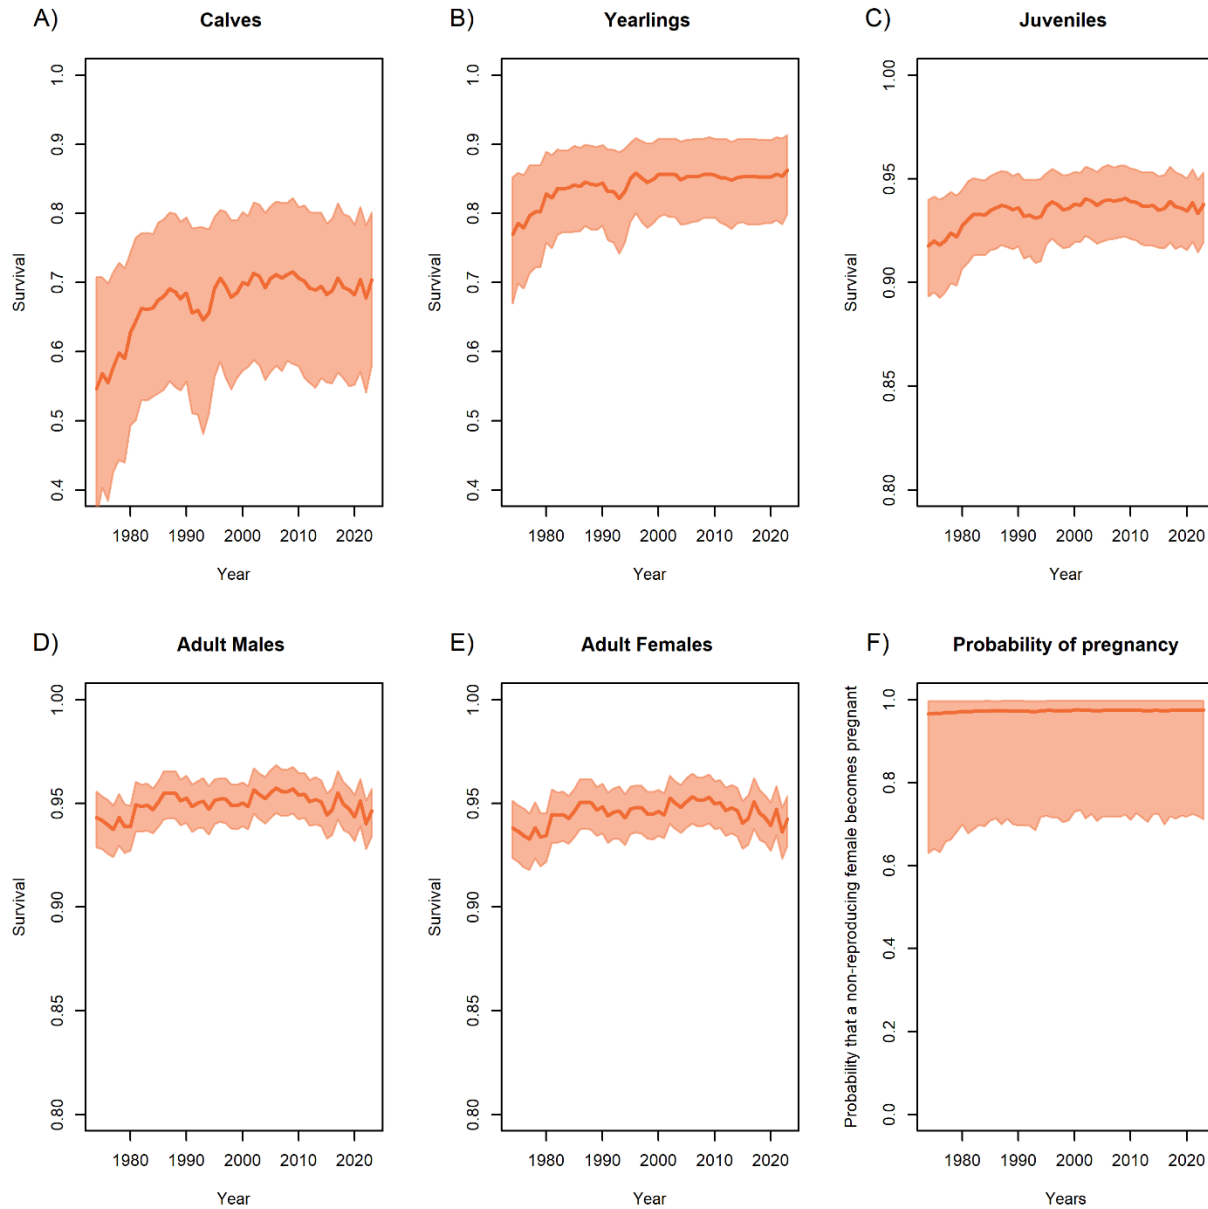 A) Calves
Survival
1.0
0.9
0.8
0.7
0.6
0.5
0.4
1980 1990 2000 2010 2020
Year
B) Yearlings
Survival
1.0
0.9
0.8
0.7
0.6
0.5
0.4
1980 1990 2000 2010 2020
Year
C) Juveniles
Survival
1.00
0.95
0.90
0.85
0.80
1980 1990 2000 2010 2020
Year
D) Adult Males
Survival
1.00
0.95
0.90
0.85
0.80
1980 1990 2000 2010 2020
Year
E) Adult Females
Survival
1.00
0.95
0.90
0.85
0.80
1980 1990 2000 2010 2020
Year
F) Probability of pregnancy
Probability that a non-reproducing female becomes pregnant
1.0
0.8
0.6
0.4
0.2
0.0
1980 1990 2000 2010 2020
Years